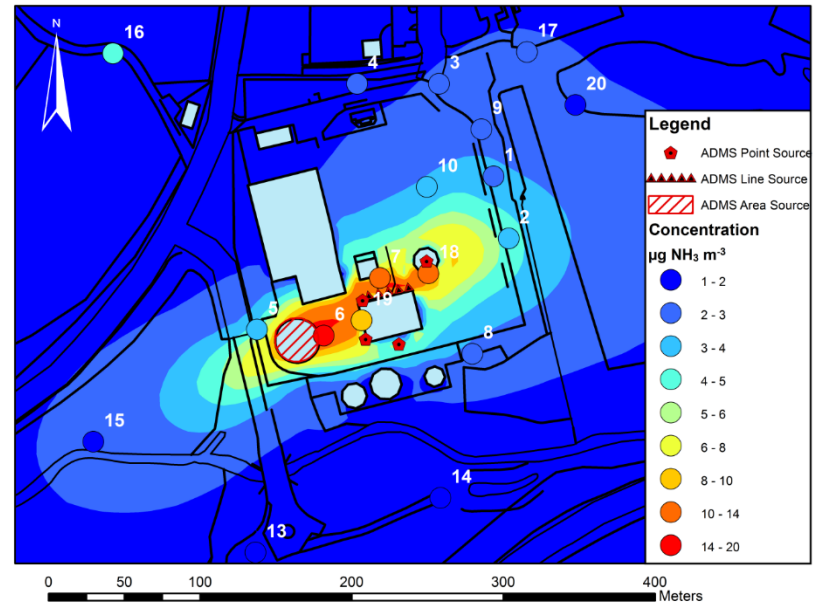 16
N
4
3
17
20
9
1
10
2
7
18
19
5
6
8
15
14
13
Legend
ADMS Point Source
ADMS Line Source
ADMS Area Source
Concentration
µg NH₃ m⁻³
1 - 2
2 - 3
3 - 4
4 - 5
5 - 6
6 - 8
8 - 10
10 - 14
14 - 20
0 50 100 200 300 400
Meters